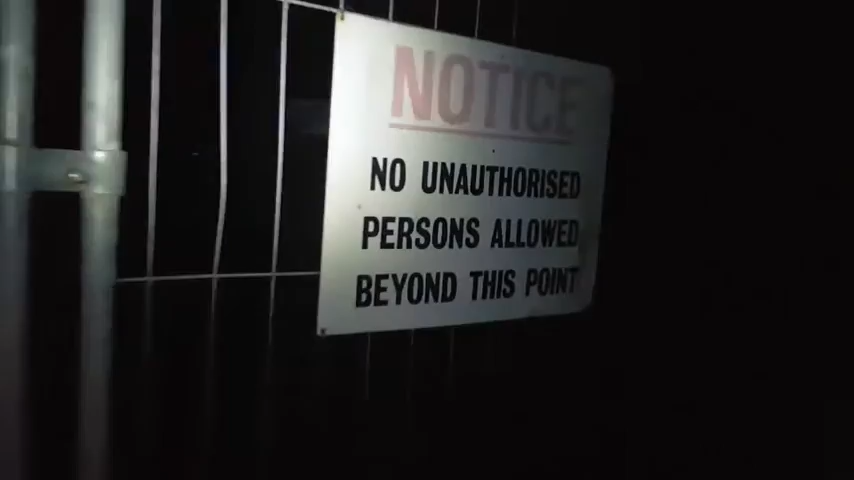 NOTICE
NO UNAUTHORISED
PERSONS ALLOWED
BEYOND THIS POINT